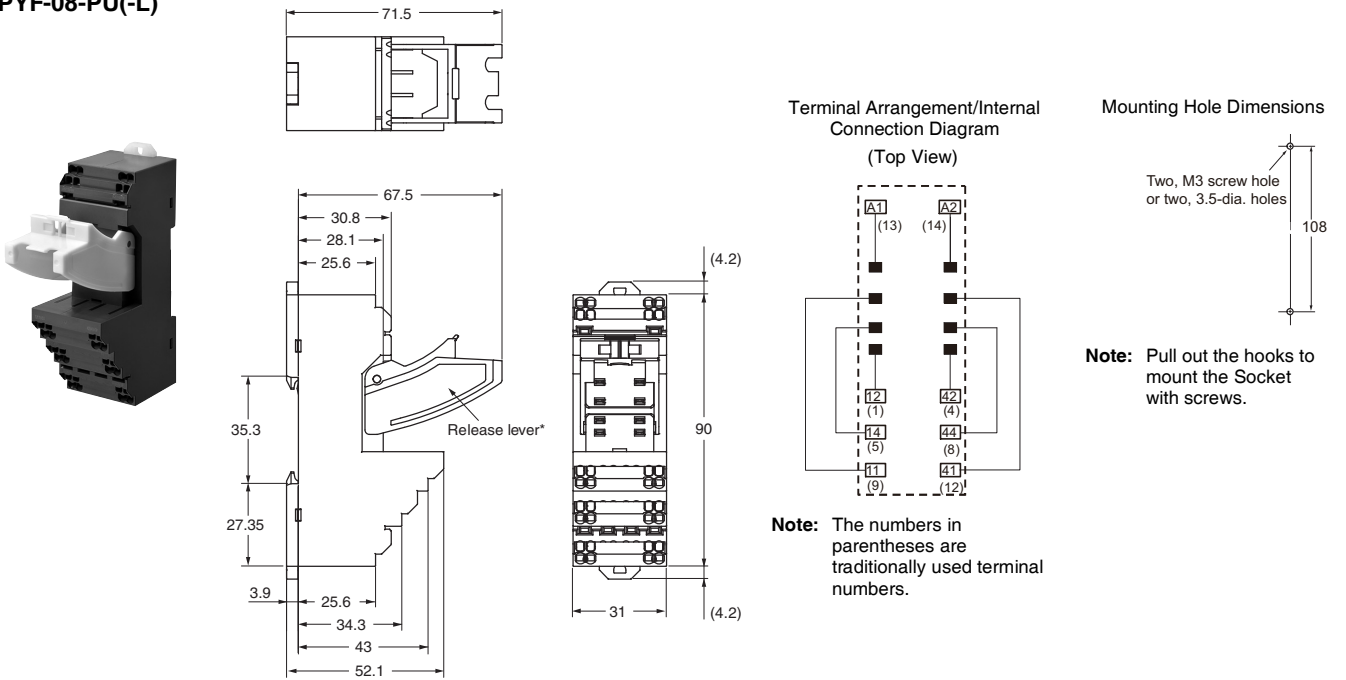 PYF-08-PU(-L)
71.5
67.5
30.8
28.1
25.6
35.3
27.35
Release lever*
3.9
25.6
34.3
43
52.1
(4.2)
90
31
(4.2)
Terminal Arrangement/Internal
Connection Diagram
(Top View)
A1
A2
(13)
(14)
12
42
(1)
(4)
14
44
(5)
(8)
11
41
(9)
(12)
Note: The numbers in
parentheses are
traditionally used terminal
numbers.
Mounting Hole Dimensions
Two, M3 screw hole
or two, 3.5-dia. holes
108
Note: Pull out the hooks to
mount the Socket
with screws.